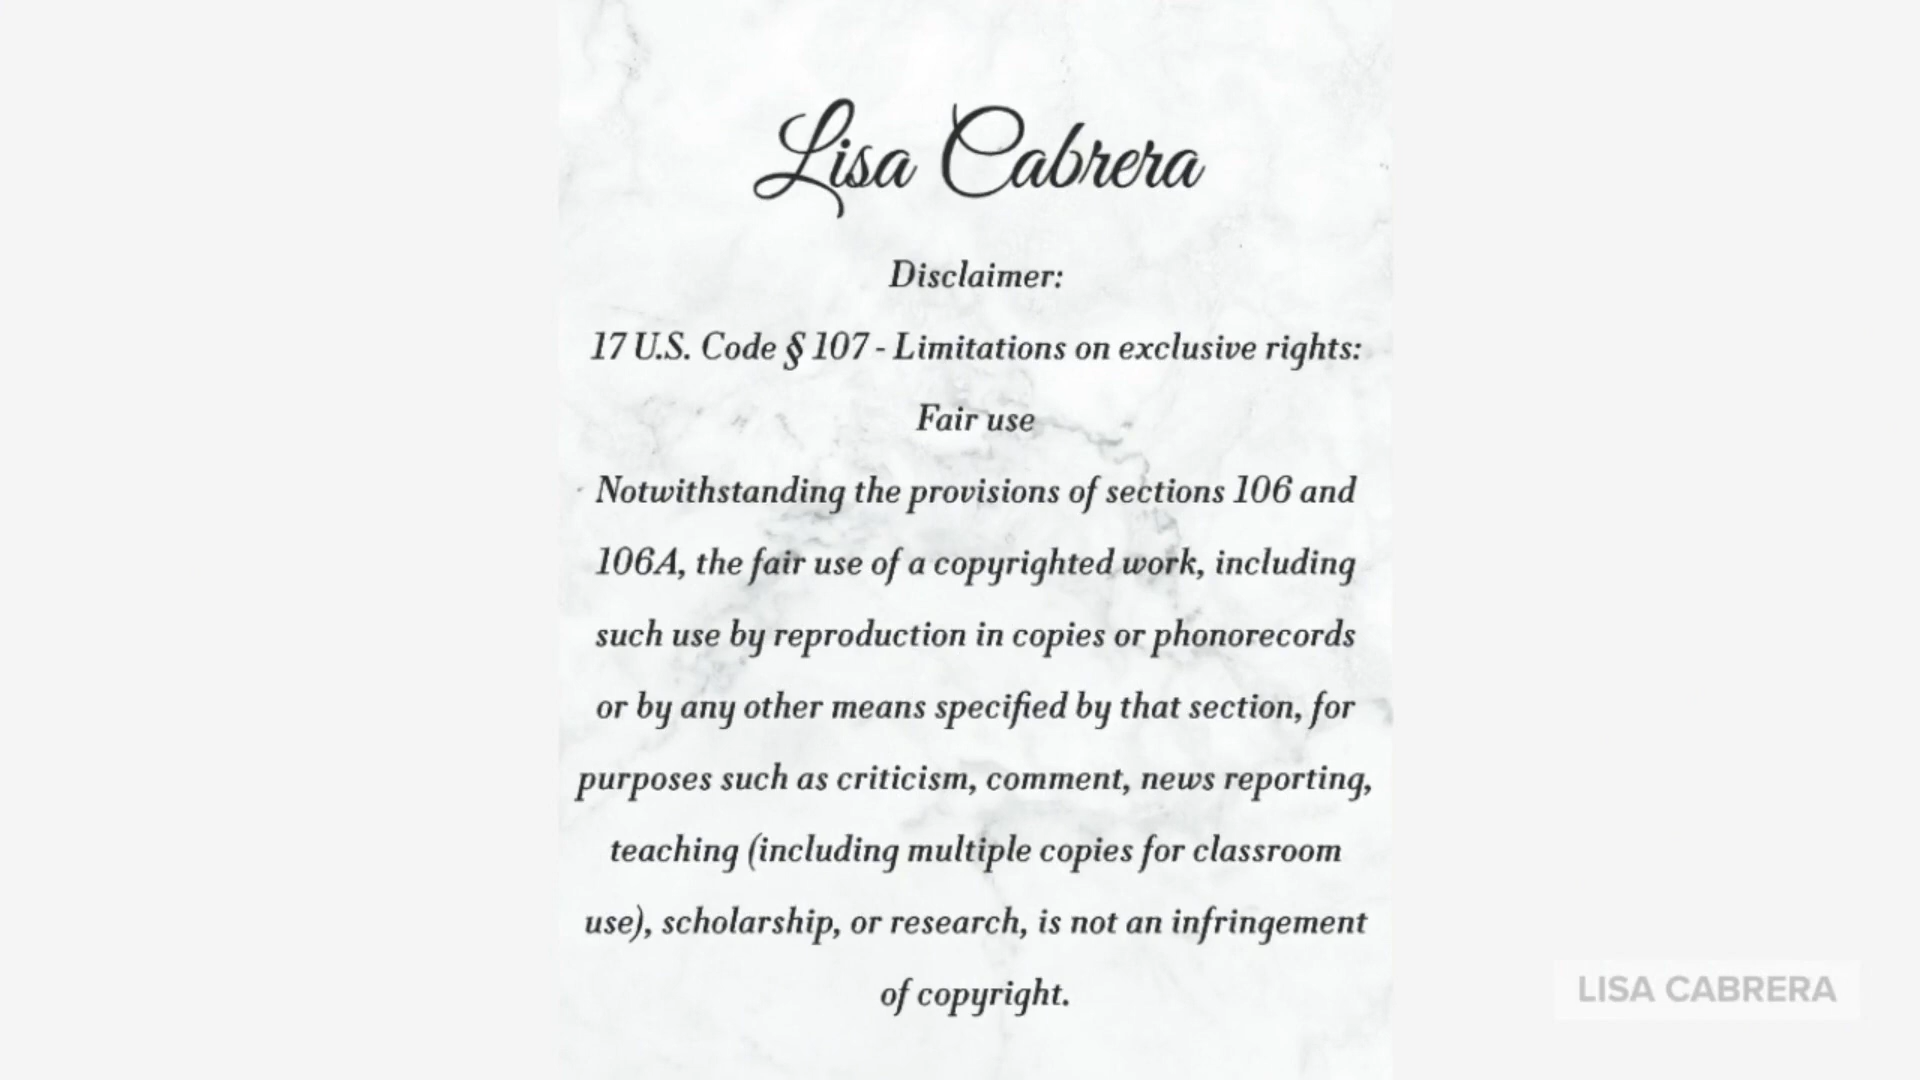 Lisa Cabrera
Disclaimer:
17 U.S. Code § 107 - Limitations on exclusive rights:
Fair use
Notwithstanding the provisions of sections 106 and
106A, the fair use of a copyrighted work, including
such use by reproduction in copies or phonorecords
or by any other means specified by that section, for
purposes such as criticism, comment, news reporting,
teaching (including multiple copies for classroom
use), scholarship, or research, is not an infringement
of copyright.
LISA CABRERA